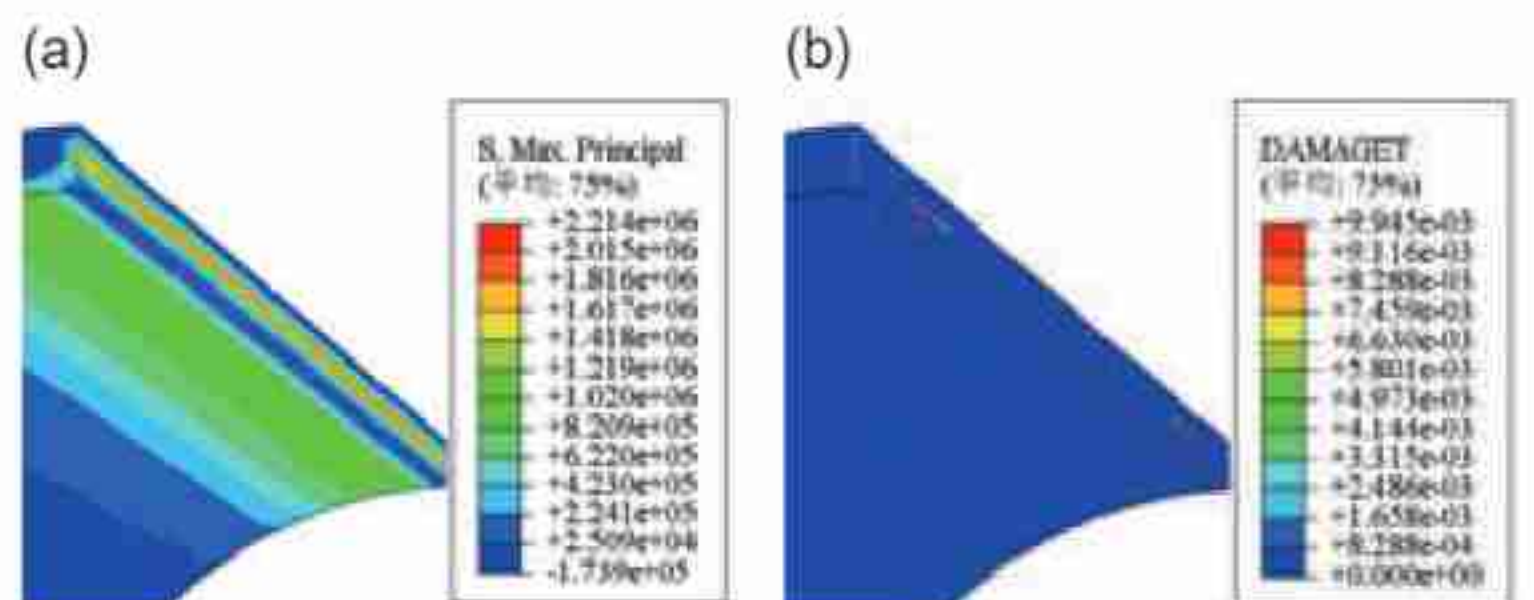 (a)
(b)
S, Max. Principal
(平均: 75%)
+2.214e+06
+2.015e+06
+1.816e+06
+1.617e+06
+1.418e+06
+1.219e+06
+1.020e+06
+8.209e+05
+6.220e+05
+4.230e+05
+2.241e+05
+2.509e+04
-1.739e+05
DAMAGET
(平均: 75%)
+9.945e-03
+9.116e-03
+8.288e-03
+7.459e-03
+6.630e-03
+5.801e-03
+4.973e-03
+4.144e-03
+3.315e-03
+2.486e-03
+1.658e-03
+8.288e-04
+0.000e+00